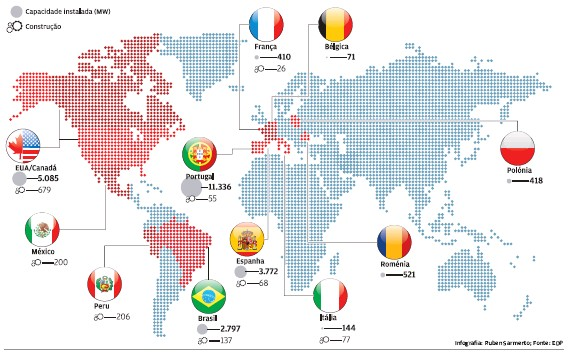 Capacidade instalada (MW)
Construção
França
410
26
Bélgica
71
EUA/Canadá
5.085
679
Portugal
11.336
55
Polónia
418
México
200
Espanha
3.772
68
Roménia
521
Peru
206
Brasil
2.797
137
Itália
144
77
Infografia: Ruben Sarmento; Fonte: EDP